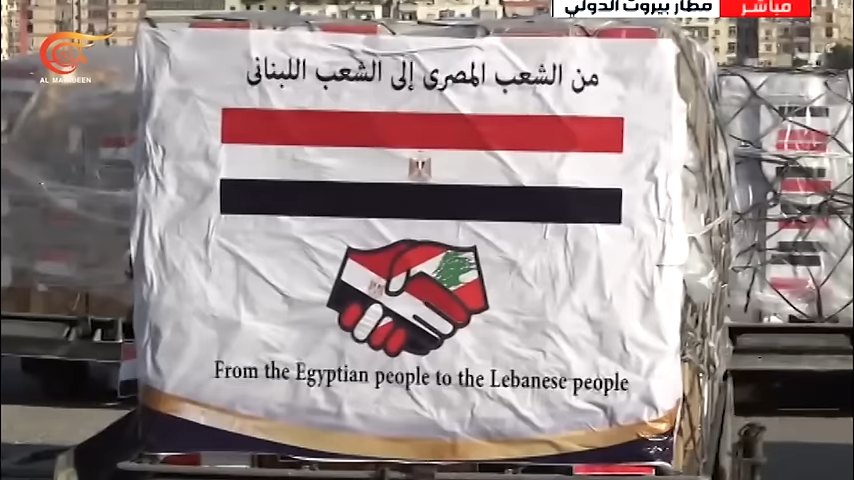 مباشر
مطار بيروت الدولي
AL MAYADEEN
من الشعب المصرى إلى الشعب اللبنانى
From the Egyptian people to the Lebanese people